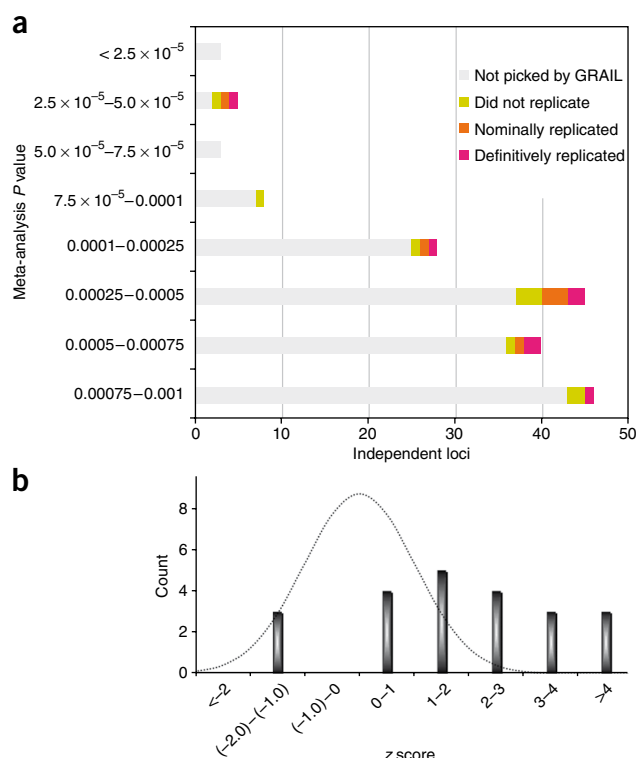 a
Meta-analysis P value
< 2.5 × 10⁻⁵
2.5 × 10⁻⁵–5.0 × 10⁻⁵
5.0 × 10⁻⁵–7.5 × 10⁻⁵
7.5 × 10⁻⁵–0.0001
0.0001–0.00025
0.00025–0.0005
0.0005–0.00075
0.00075–0.001
Not picked by GRAIL
Did not replicate
Nominally replicated
Definitively replicated
0 10 20 30 40 50
Independent loci
b
Count
8
6
4
2
0
<–2 (–2.0)–(–1.0) (–1.0)–0 0–1 1–2 2–3 3–4 >4
z score